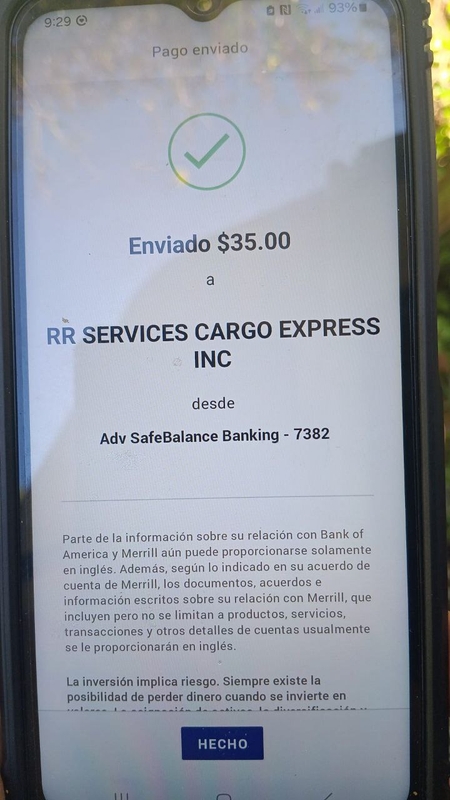 9:29
93%
Pago enviado
Enviado $35.00
a
RR SERVICES CARGO EXPRESS
INC
desde
Adv SafeBalance Banking - 7382
Parte de la información sobre su relación con Bank of
America y Merrill aún puede proporcionarse solamente
en inglés. Además, según lo indicado en su acuerdo de
cuenta de Merrill, los documentos, acuerdos e
información escritos sobre su relación con Merrill, que
incluyen pero no se limitan a productos, servicios,
transacciones y otros detalles de cuentas usualmente
se le proporcionarán en inglés.
La inversión implica riesgo. Siempre existe la
posibilidad de perder dinero cuando se invierte en
HECHO